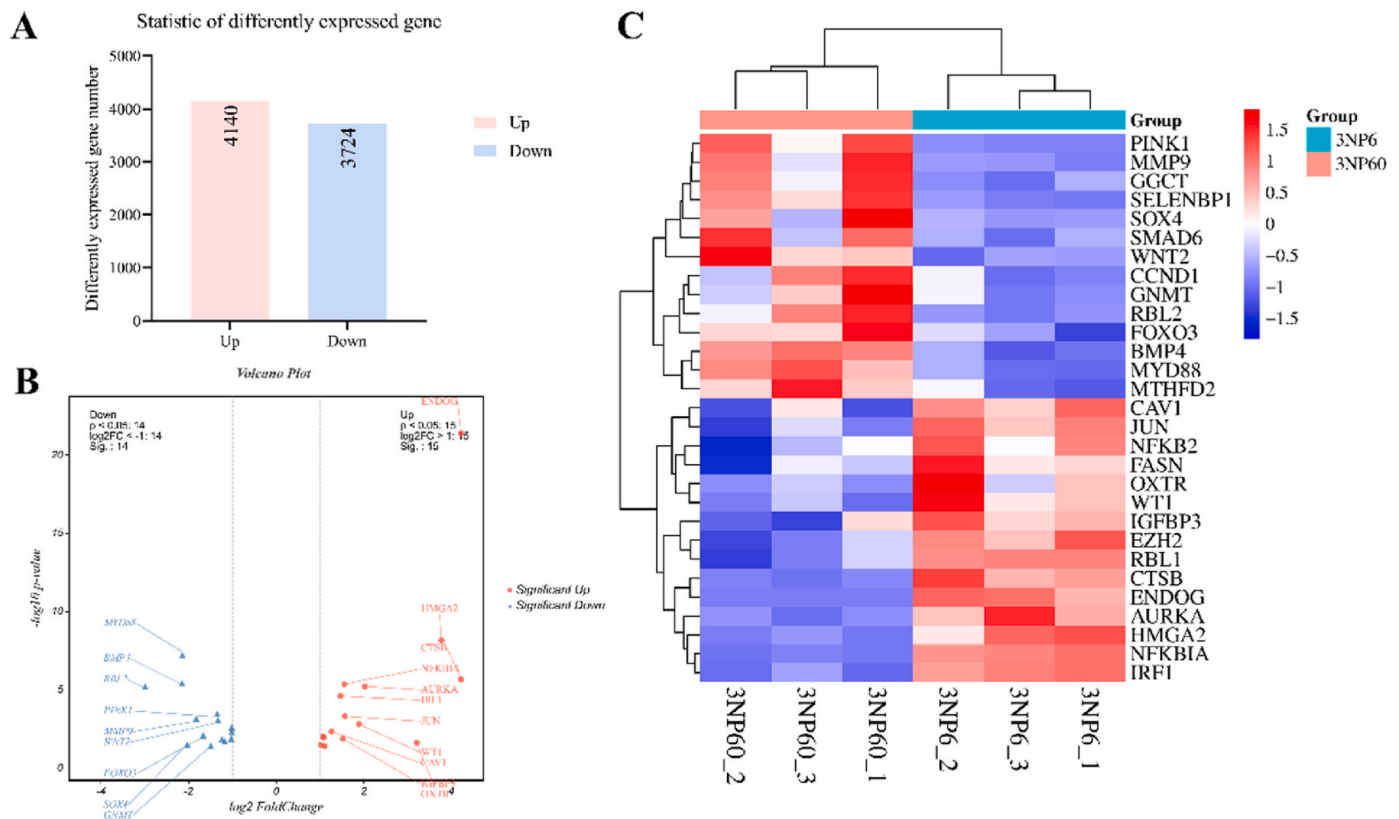 A
Statistic of differently expressed gene
Differently expressed gene number
5000
4000
3000
2000
1000
0
4140
3724
Up
Down
Up
Down
B
Volcano Plot
Down
p < 0.05: 14
log2FC < -1: 14
Sig. : 14
Up
p < 0.05: 15
log2FC > 1: 15
Sig. : 15
ENDOG
HMGA2
CTSB
NFKBIA
AURKA
IRF1
JUN
WT1
CAV1
IGFBP3
OXTR
MYD88
BMP4
RBL2
PINK1
MMP9
WNT2
FOXO3
SOX4
GNMT
-log10 p-value
20
15
10
5
0
-4
-2
0
2
4
log2 FoldChange
Significant Up
Significant Down
C
Group
PINK1
MMP9
GGCT
SELENBP1
SOX4
SMAD6
WNT2
CCND1
GNMT
RBL2
FOXO3
BMP4
MYD88
MTHFD2
CAV1
JUN
NFKB2
FASN
OXTR
WT1
IGFBP3
EZH2
RBL1
CTSB
ENDOG
AURKA
HMGA2
NFKBIA
IRF1
3NP60_2
3NP60_3
3NP60_1
3NP6_2
3NP6_3
3NP6_1
1.5
1
0.5
0
−0.5
−1
−1.5
Group
3NP6
3NP60